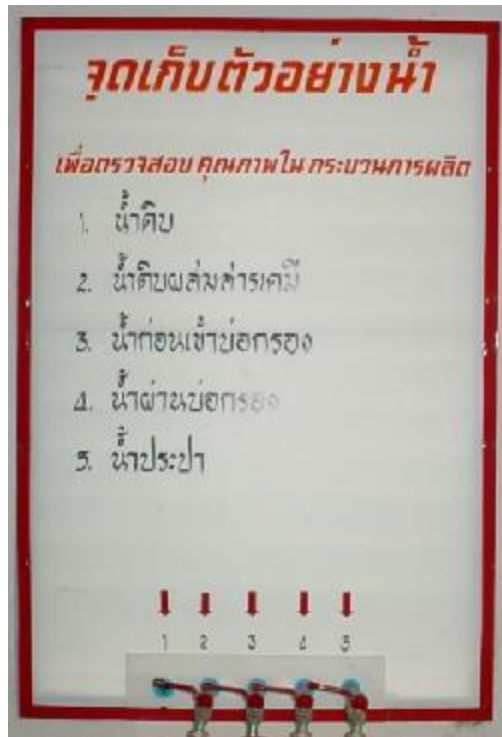 จุดเก็บตัวอย่างน้ำ
เพื่อตรวจสอบ คุณภาพใน กระบวนการผลิต
1. น้ำดิบ
2. น้ำดิบผสมสารเคมี
3. น้ำก่อนเข้าบ่อกรอง
4. น้ำผ่านบ่อกรอง
5. น้ำประปา
1 2 3 4 5